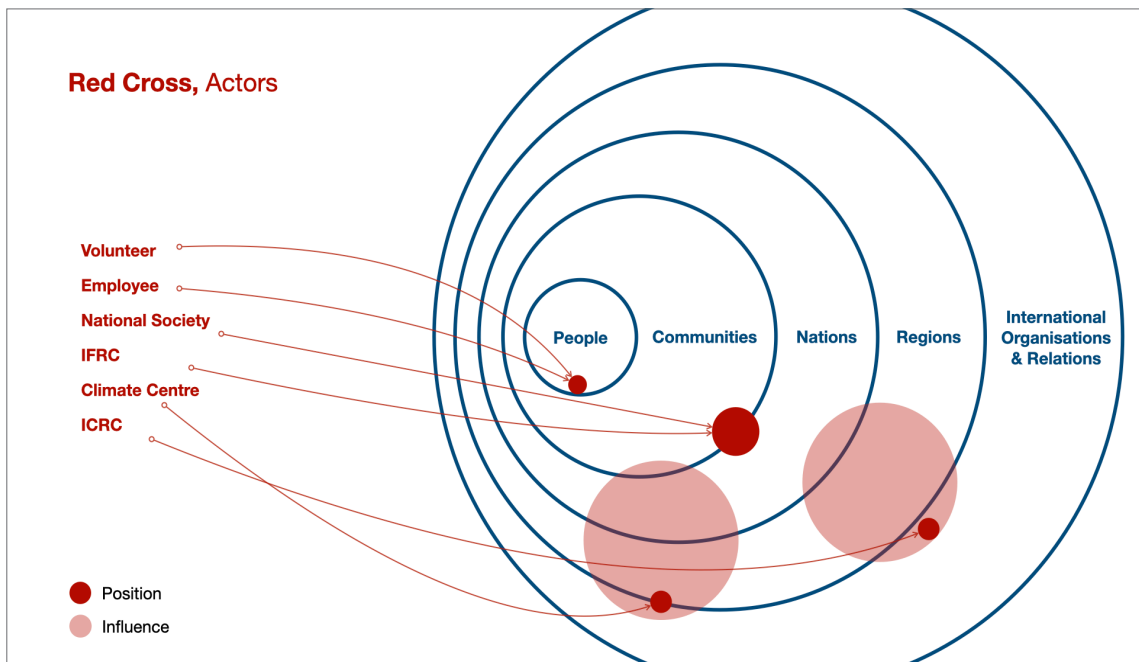 Red Cross, Actors
Volunteer
Employee
National Society
IFRC
Climate Centre
ICRC
People
Communities
Nations
Regions
International
Organisations
& Relations
Position
Influence